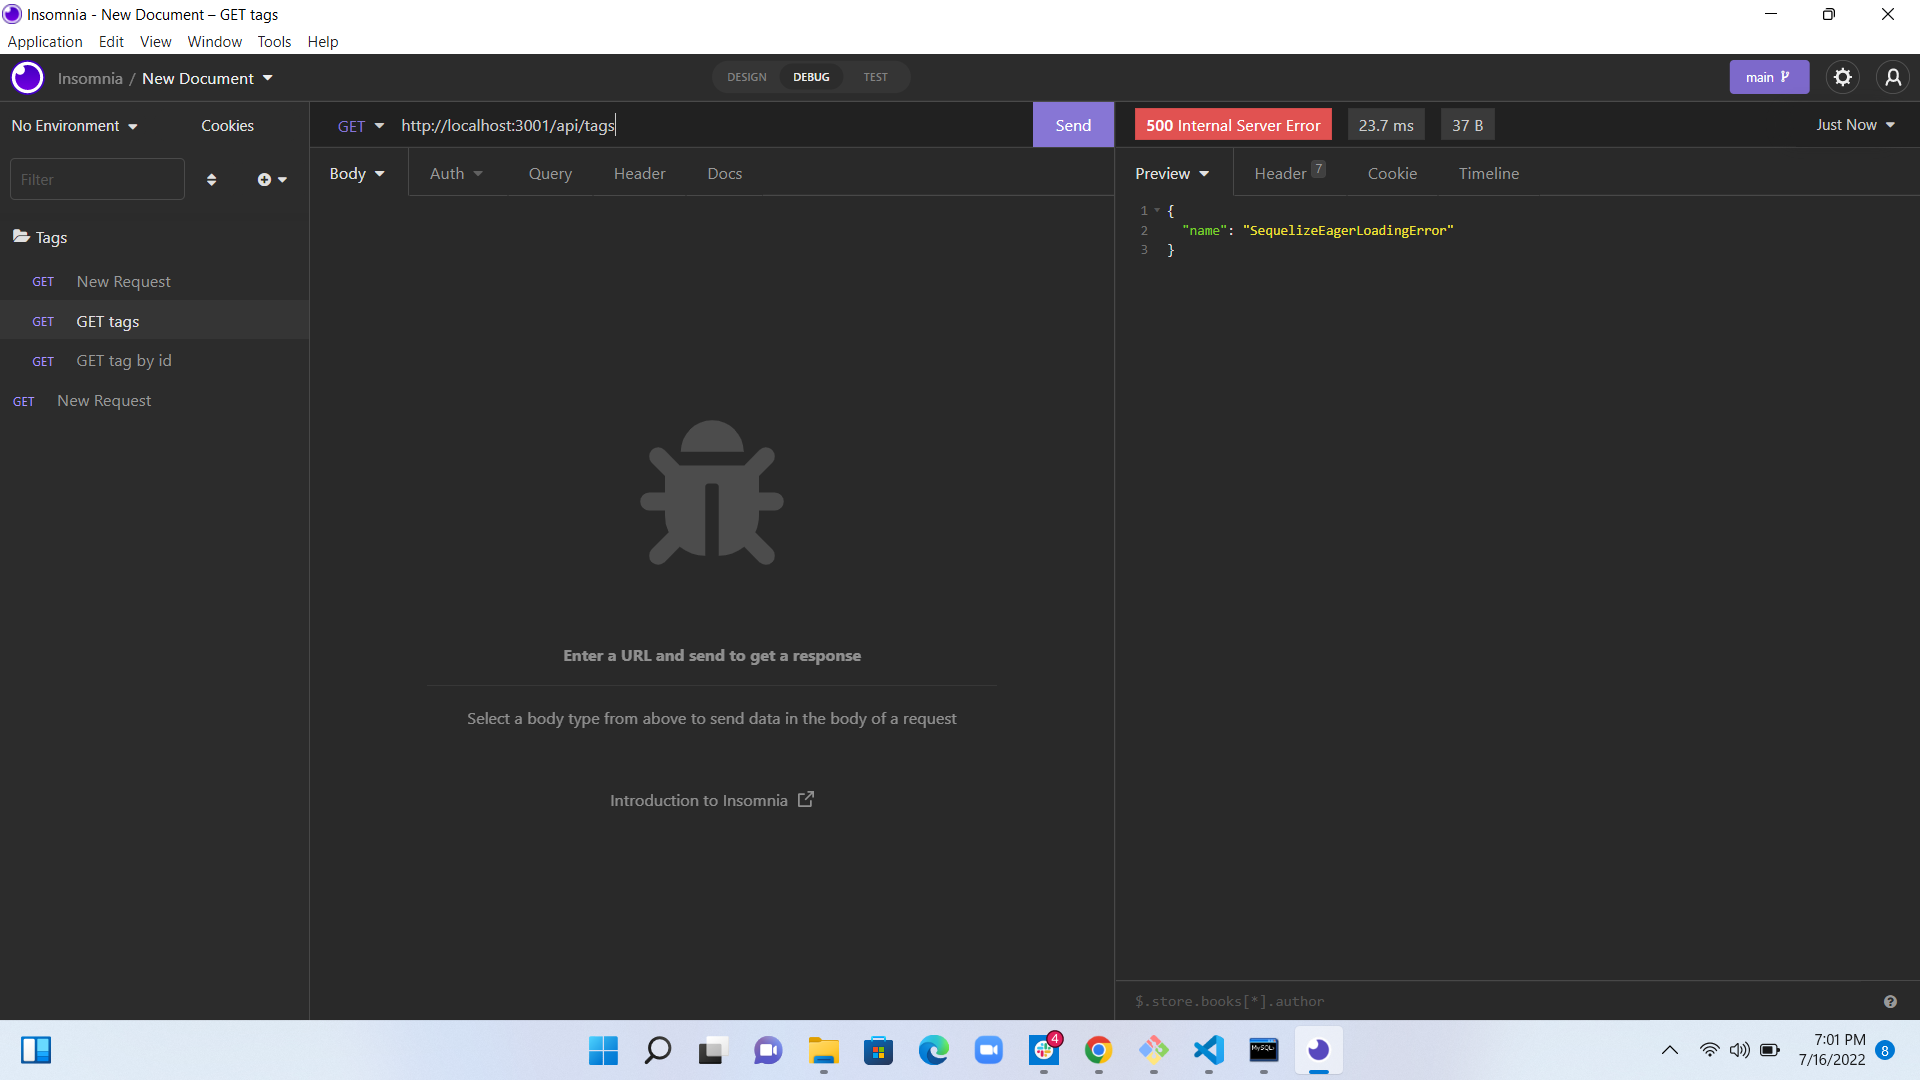 Insomnia - New Document – GET tags
Application Edit View Window Tools Help
Insomnia / New Document
DESIGN DEBUG TEST
main
No Environment Cookies
GET http://localhost:3001/api/tags Send
500 Internal Server Error 23.7 ms 37 B Just Now
Filter
Body Auth Query Header Docs
Preview Header 7 Cookie Timeline
1 {
2 "name": "SequelizeEagerLoadingError"
3 }
Tags
GET New Request
GET GET tags
GET GET tag by id
GET New Request
Enter a URL and send to get a response
Select a body type from above to send data in the body of a request
Introduction to Insomnia
$.store.books[*].author
4
MySQL
7:01 PM
7/16/2022
8